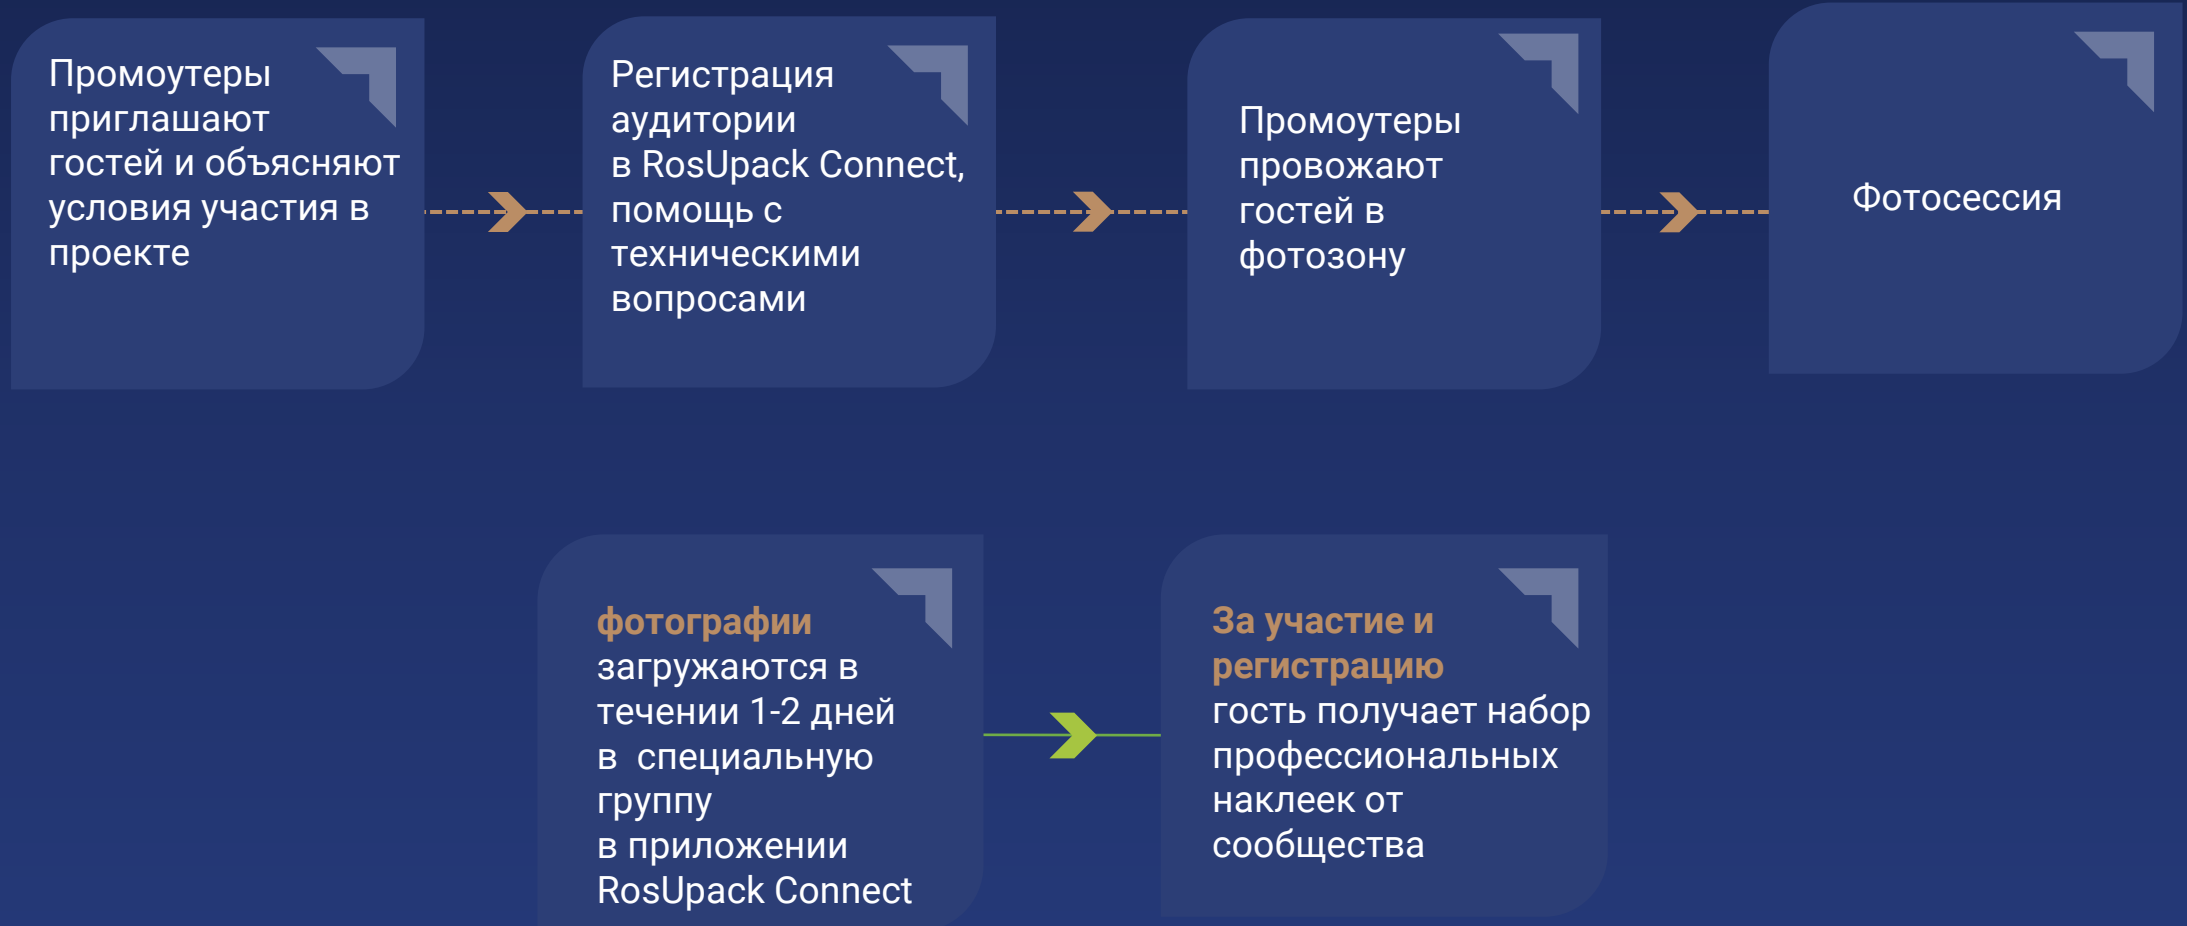 Промоутеры
приглашают
гостей и объясняют
условия участия в
проекте
Регистрация
аудитории
в RosUpack Connect,
помощь с
техническими
вопросами
Промоутеры
провожают
гостей в
фотозону
Фотосессия
фотографии
загружаются в
течении 1-2 дней
в  специальную
группу
в приложении
RosUpack Connect
За участие и
регистрацию
гость получает набор
профессиональных
наклеек от
сообщества